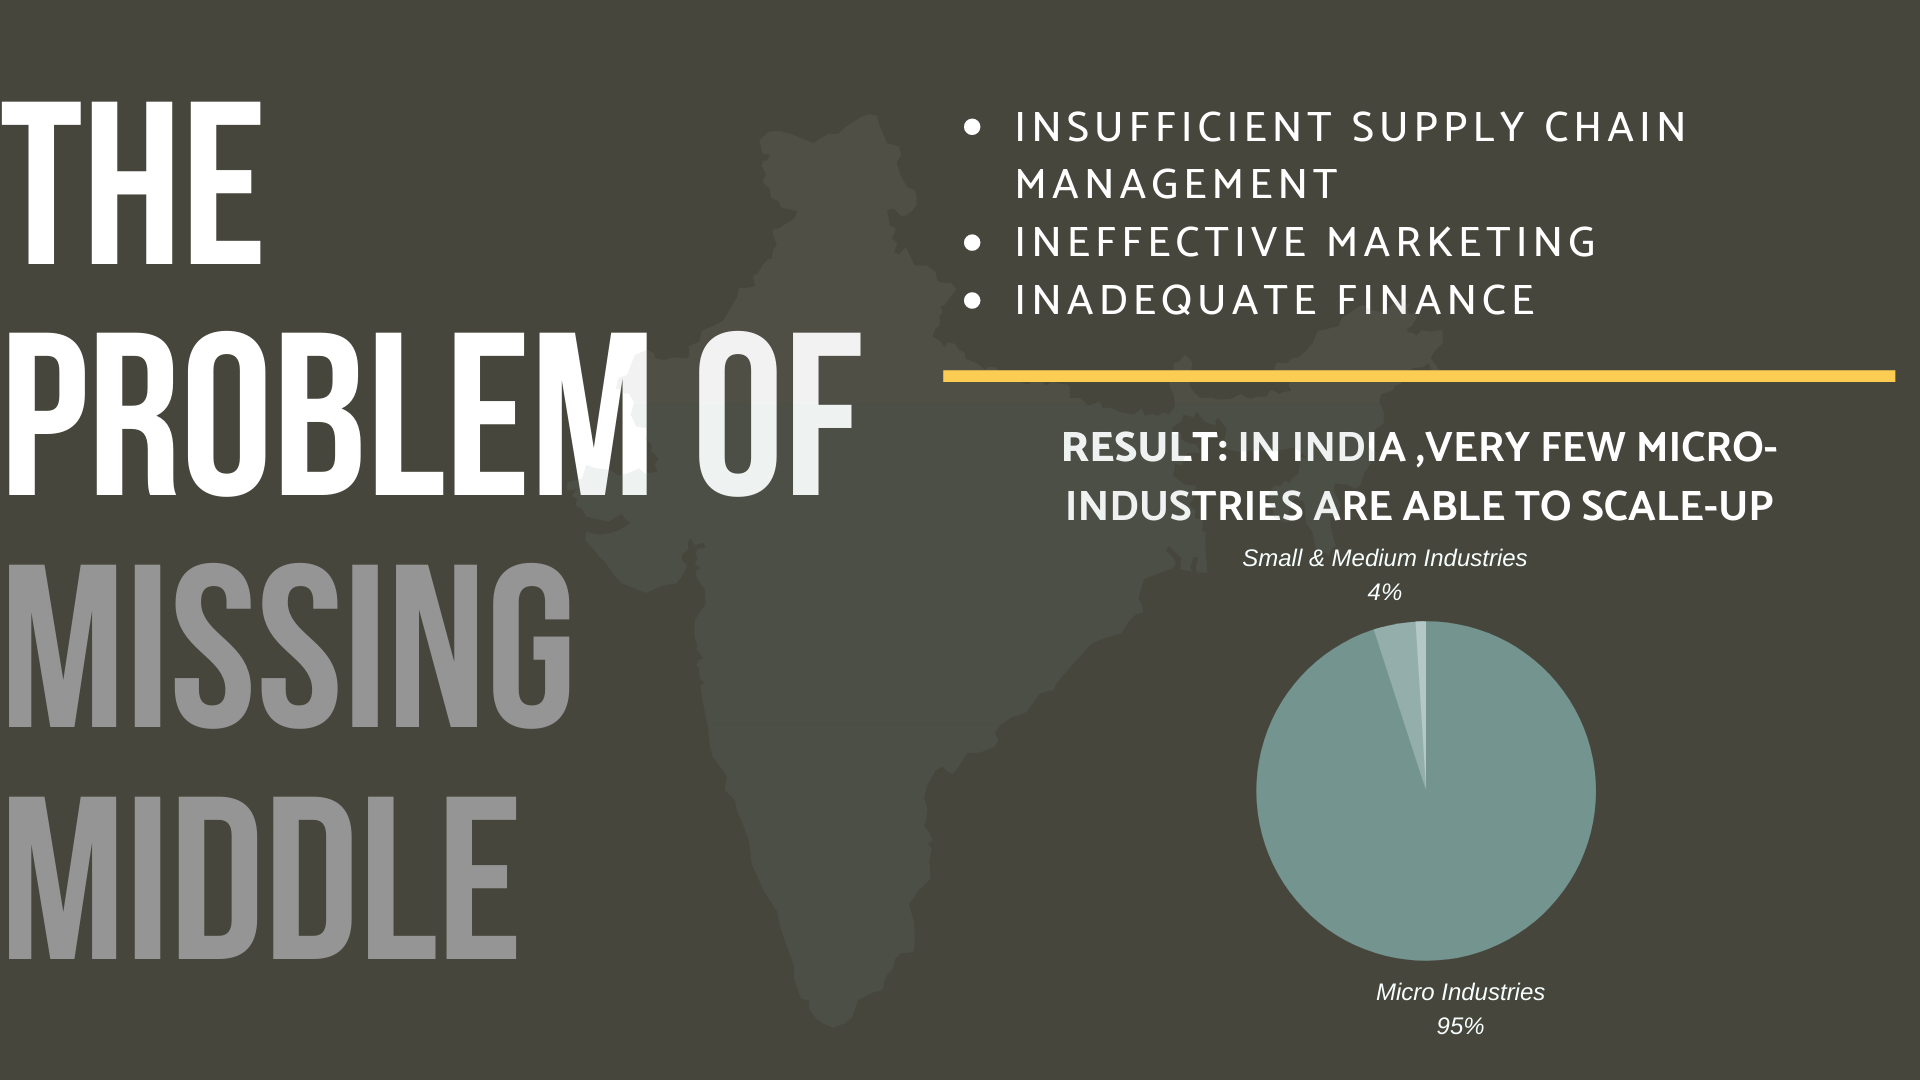 THE
PROBLEM OF
MISSING
MIDDLE
• INSUFFICIENT SUPPLY CHAIN
MANAGEMENT
• INEFFECTIVE MARKETING
• INADEQUATE FINANCE
RESULT: IN INDIA ,VERY FEW MICRO-
INDUSTRIES ARE ABLE TO SCALE-UP
Small & Medium Industries
4%
Micro Industries
95%